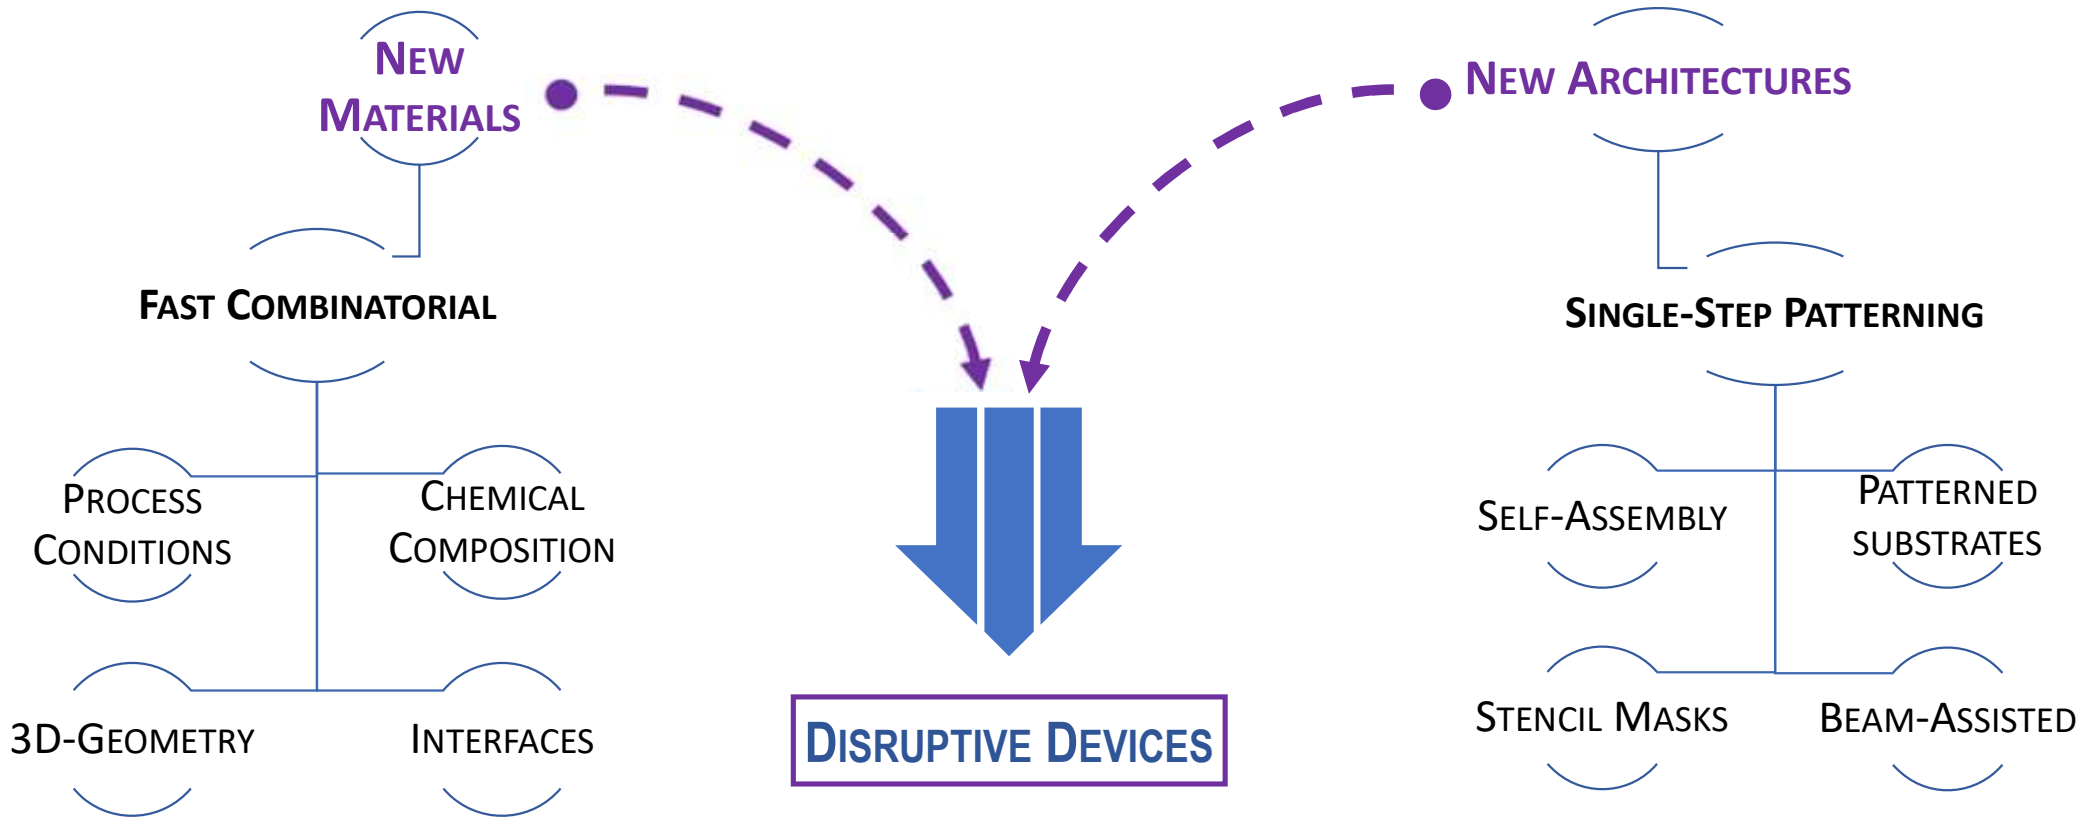 NEW
MATERIALS
NEW ARCHITECTURES
FAST COMBINATORIAL
SINGLE-STEP PATTERNING
PROCESS
CONDITIONS
CHEMICAL
COMPOSITION
SELF-ASSEMBLY
PATTERNED
SUBSTRATES
3D-GEOMETRY
INTERFACES
DISRUPTIVE DEVICES
STENCIL MASKS
BEAM-ASSISTED